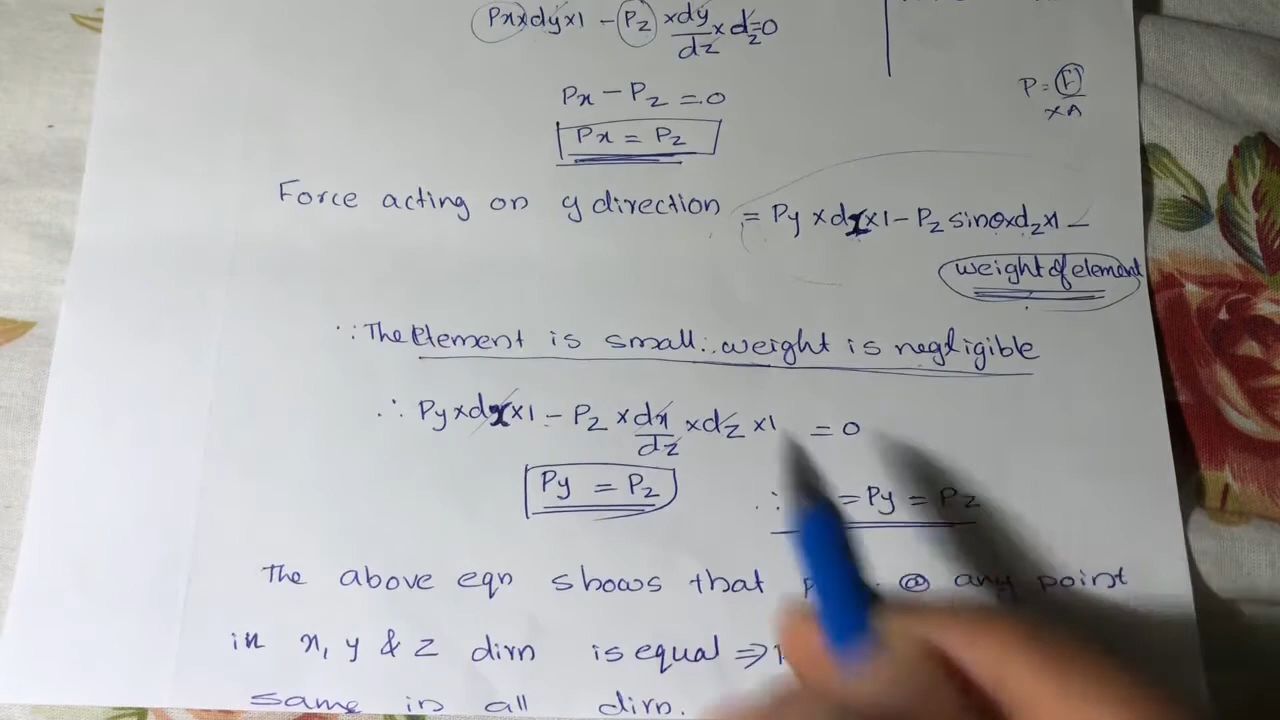 Px×dy×1 - Pz × dy/dz × dz = 0
Px - Pz = 0
P = F/A
Px = Pz
Force acting on y direction = Py × dx × 1 - Pz sinθ × dz × 1 -
weight of element
∵ The element is small ∴ weight is negligible
∴ Py × dx × 1 - Pz × dx/dz × dz × 1 = 0
Py = Pz
∴ = Py = Pz
The above eqn shows that @ any point
in x, y & z dirn is equal ⇒
same in all dirn.